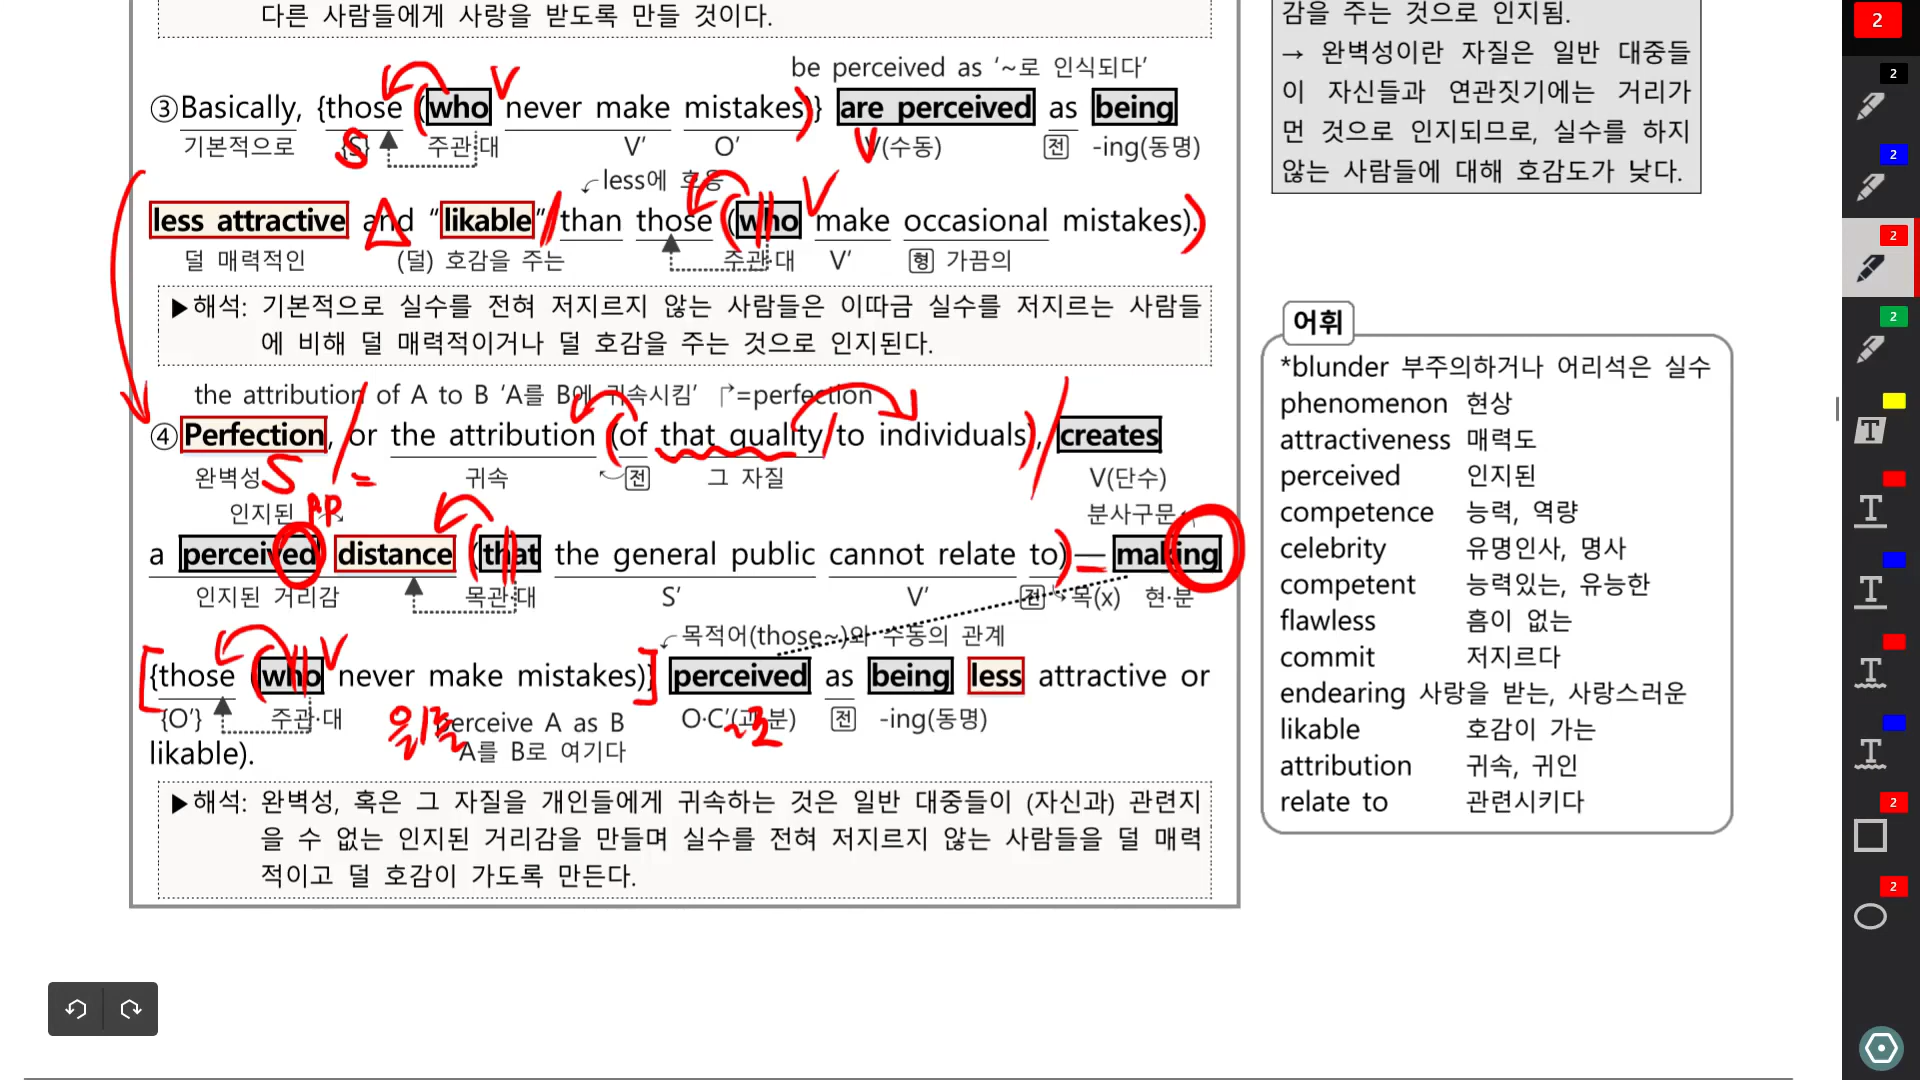 다른 사람들에게 사랑을 받도록 만들 것이다.
be perceived as ‘~로 인식되다’
③Basically, {those (who never make mistakes)} are perceived as being
기본적으로 {S} 주관·대 V’ O’ V(수동) 전 -ing(동명)
S V V
less에 호응
less attractive and “likable” than those (who make occasional mistakes).
덜 매력적인 (덜) 호감을 주는 주관·대 V’ 형 가끔의
V
▶해석: 기본적으로 실수를 전혀 저지르지 않는 사람들은 이따금 실수를 저지르는 사람들
에 비해 덜 매력적이거나 덜 호감을 주는 것으로 인지된다.
the attribution of A to B ‘A를 B에 귀속시킴’ =perfection
④Perfection, or the attribution (of that quality to individuals), creates
완벽성 귀속 전 그 자질 V(단수)
S =
인지된 분사구문
PP
a perceived distance (that the general public cannot relate to) — making
인지된 거리감 목관·대 S’ V’ 전 목(x) 현·분
목적어(those~)와 수동의 관계
V
{those (who never make mistakes)} perceived as being less attractive or
{O’} 주관·대 perceive A as B O·C’(과·분) 전 -ing(동명)
을/를 ~로
A를 B로 여기다
likable).
▶해석: 완벽성, 혹은 그 자질을 개인들에게 귀속하는 것은 일반 대중들이 (자신과) 관련지
을 수 없는 인지된 거리감을 만들며 실수를 전혀 저지르지 않는 사람들을 덜 매력
적이고 덜 호감이 가도록 만든다.
감을 주는 것으로 인지됨.
→ 완벽성이란 자질은 일반 대중들
이 자신들과 연관짓기에는 거리가
먼 것으로 인지되므로, 실수를 하지
않는 사람들에 대해 호감도가 낮다.
어휘
*blunder 부주의하거나 어리석은 실수
phenomenon 현상
attractiveness 매력도
perceived 인지된
competence 능력, 역량
celebrity 유명인사, 명사
competent 능력있는, 유능한
flawless 흠이 없는
commit 저지르다
endearing 사랑을 받는, 사랑스러운
likable 호감이 가는
attribution 귀속, 귀인
relate to 관련시키다
2
2
2
2
2
T
T
T
T
T
2
2